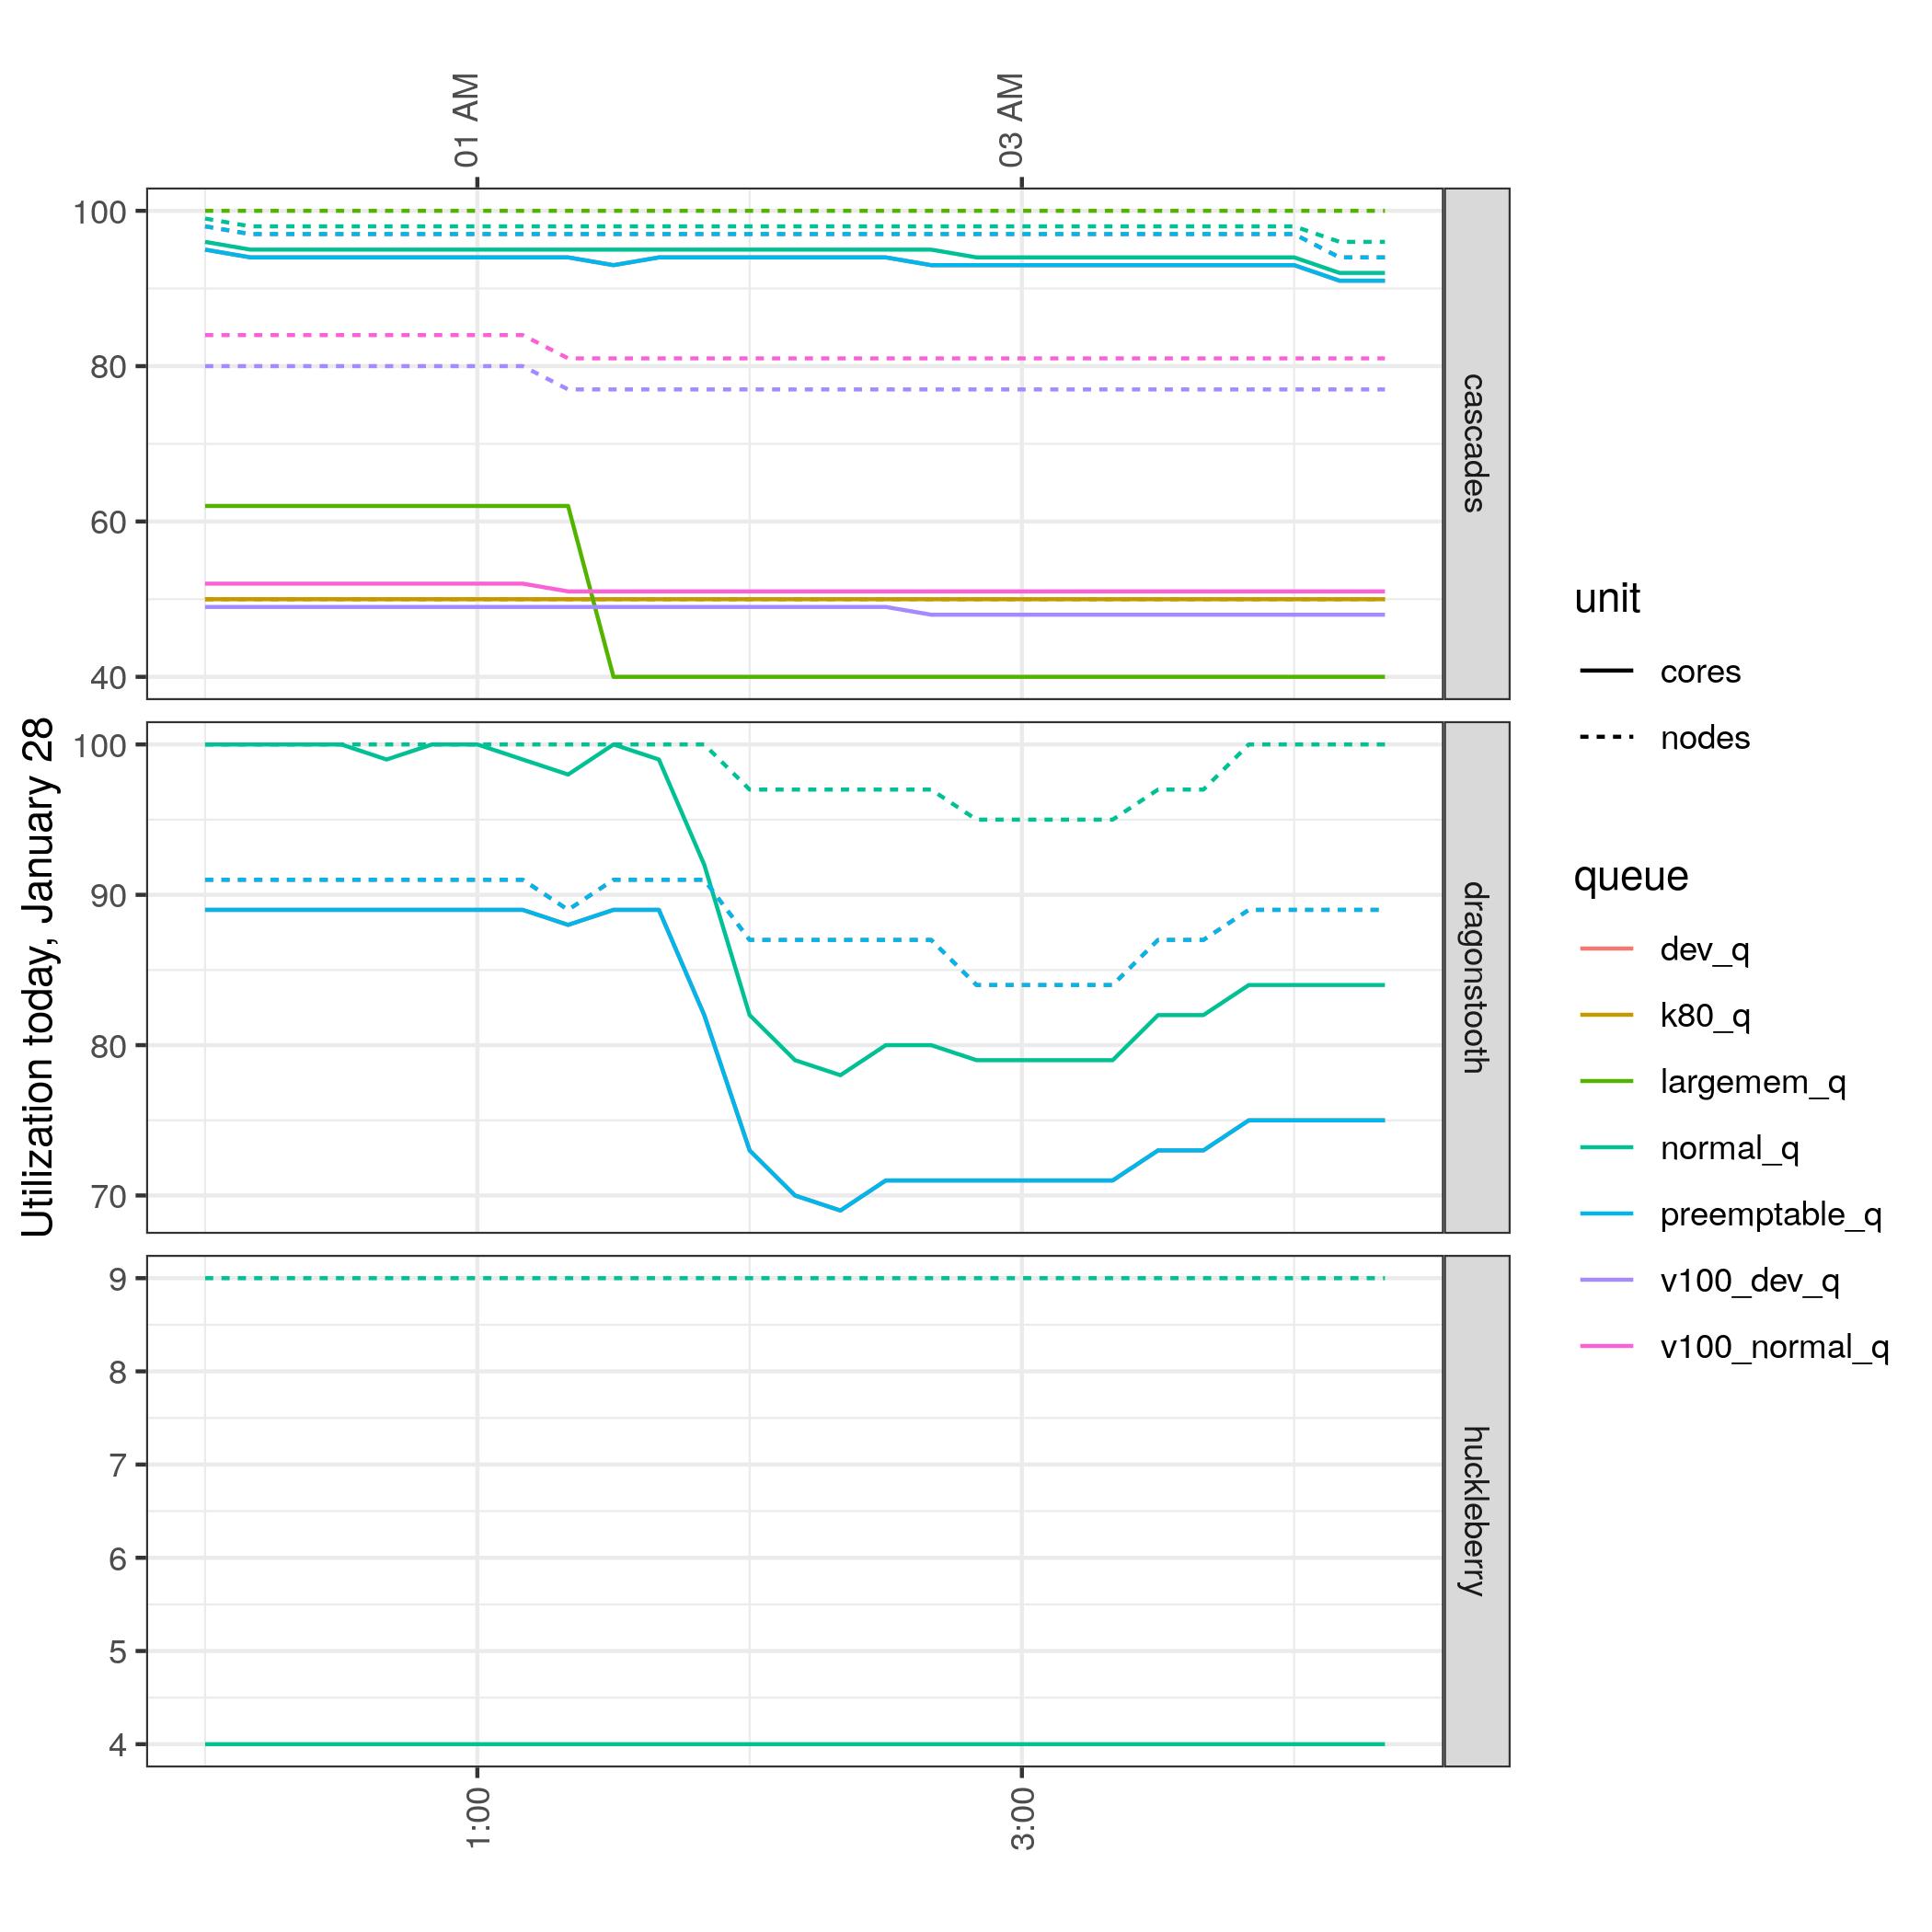 01 AM
03 AM
Utilization today, January 28
100
80
60
40
cascades
100
90
80
70
dragonstooth
9
8
7
6
5
4
huckleberry
1:00
3:00
unit
cores
nodes
queue
dev_q
k80_q
largemem_q
normal_q
preemptable_q
v100_dev_q
v100_normal_q